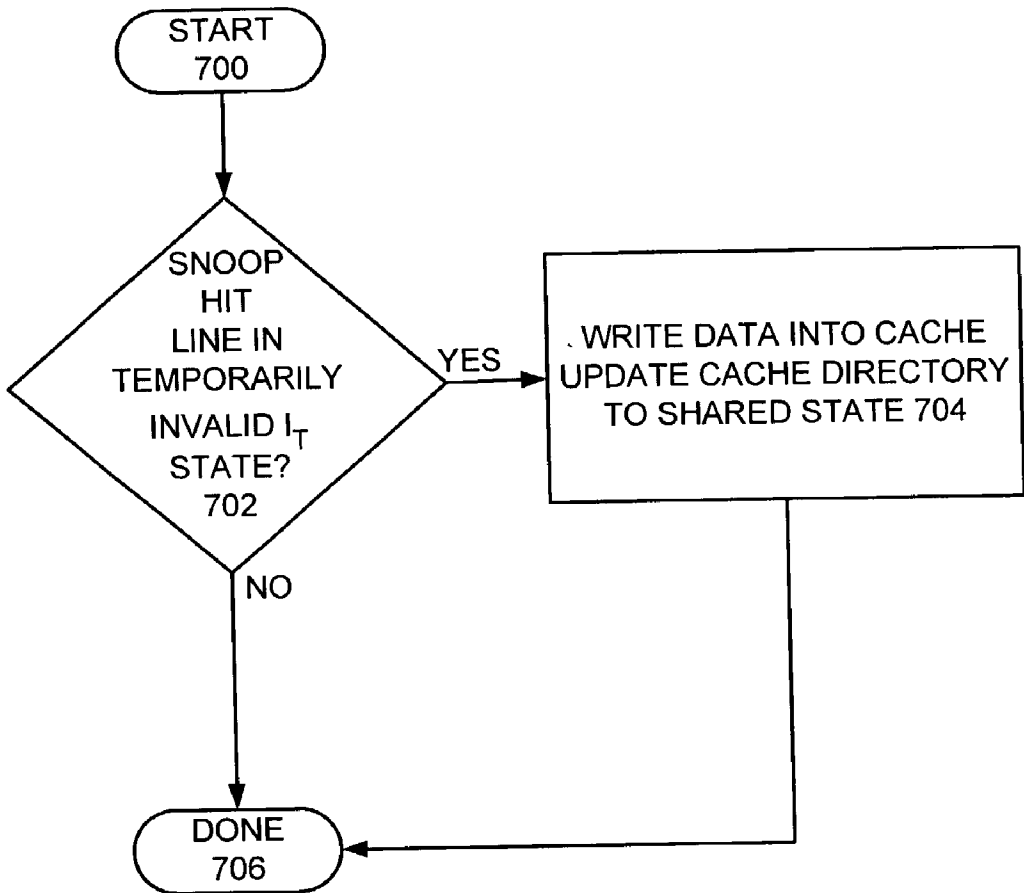 START
700
SNOOP
HIT
LINE IN
TEMPORARILY
INVALID I_T
STATE?
702
YES
WRITE DATA INTO CACHE
UPDATE CACHE DIRECTORY
TO SHARED STATE 704
NO
DONE
706